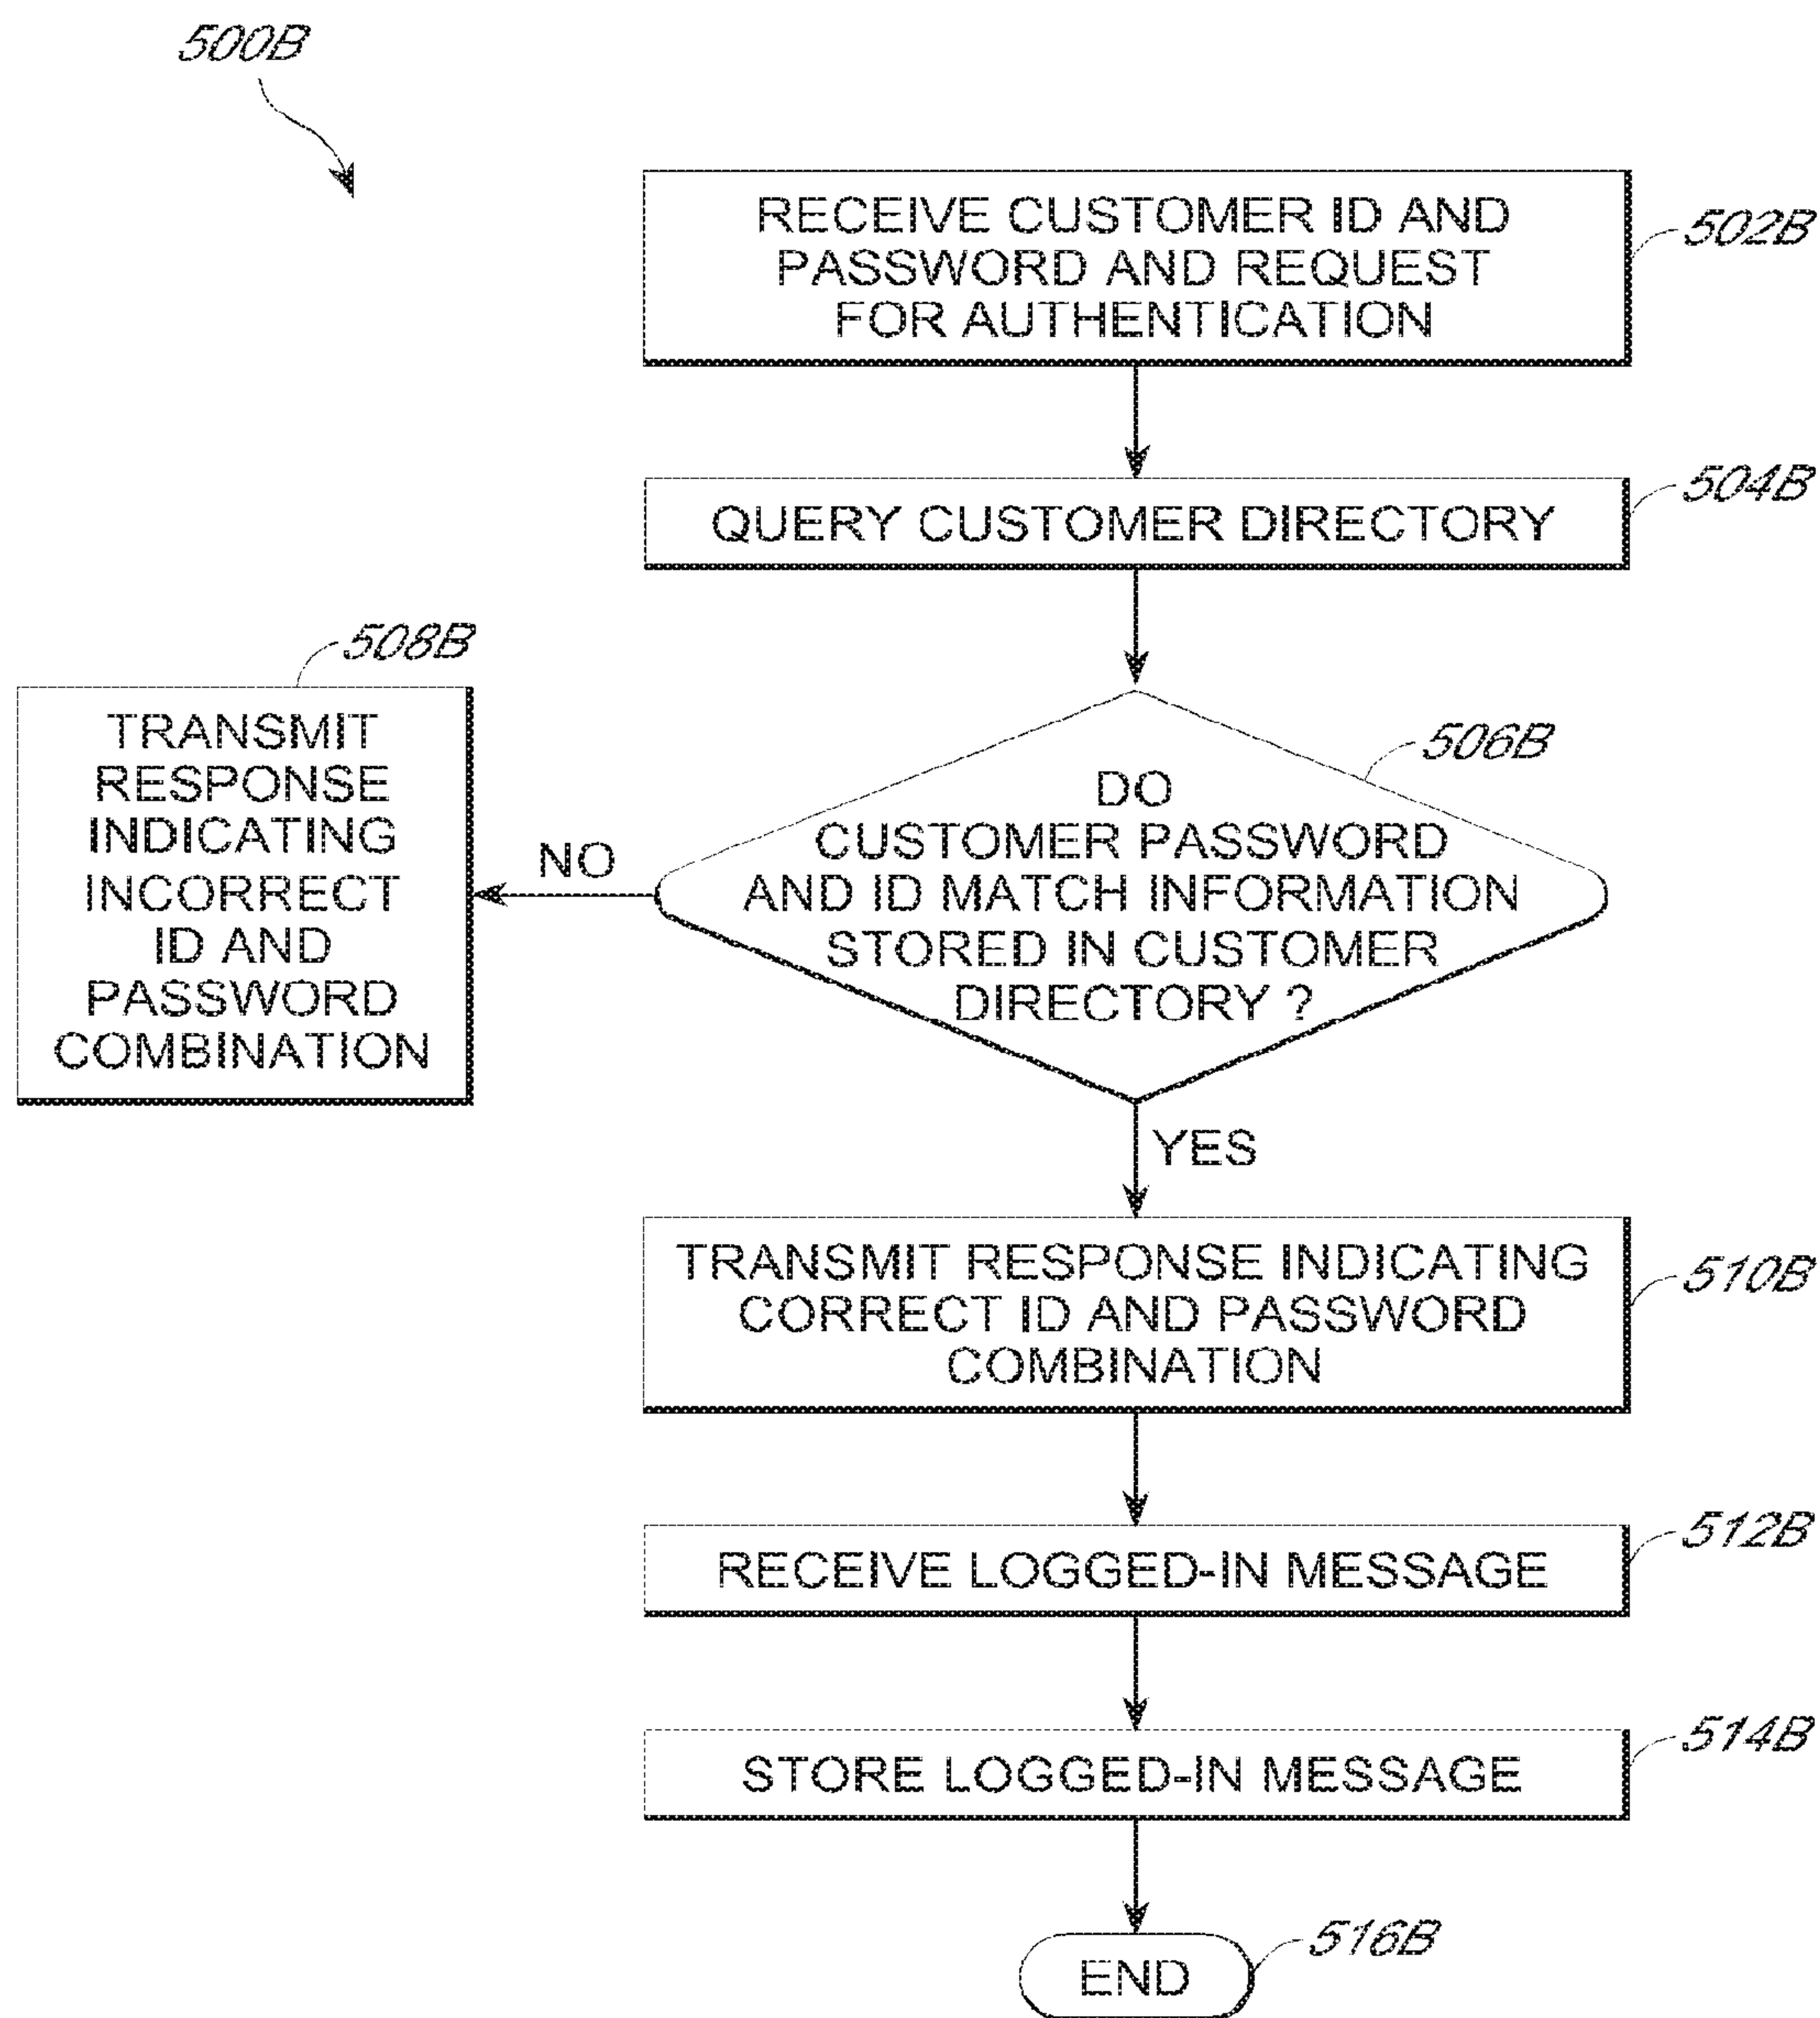 500B
RECEIVE CUSTOMER ID AND
PASSWORD AND REQUEST
FOR AUTHENTICATION
502B
QUERY CUSTOMER DIRECTORY
504B
508B
TRANSMIT
RESPONSE
INDICATING
INCORRECT
ID AND
PASSWORD
COMBINATION
NO
506B
DO
CUSTOMER PASSWORD
AND ID MATCH INFORMATION
STORED IN CUSTOMER
DIRECTORY ?
YES
TRANSMIT RESPONSE INDICATING
CORRECT ID AND PASSWORD
COMBINATION
510B
RECEIVE LOGGED-IN MESSAGE
512B
STORE LOGGED-IN MESSAGE
514B
END
516B